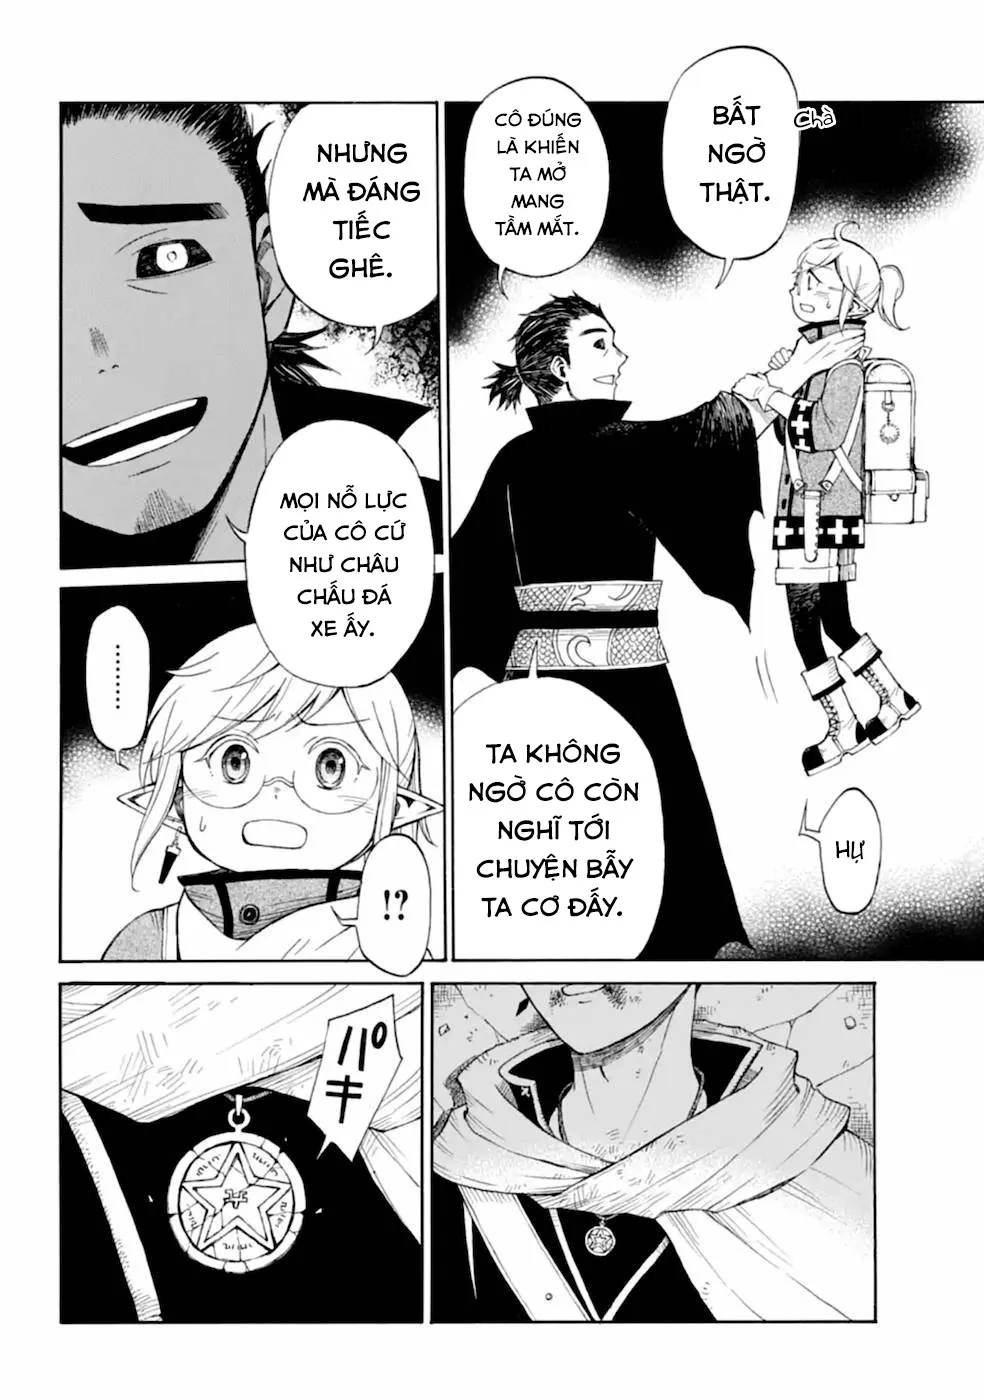 Chà
BẤT
NGỜ
THẬT.
CÔ ĐÚNG
LÀ KHIẾN
TA MỞ
MANG
TẦM MẮT.
TA KHÔNG
NGỜ CÔ CÒN
NGHĨ TỚI
CHUYỆN BẪY
TA CƠ ĐẤY.
HỰ
NHƯNG
MÀ ĐÁNG
TIẾC
GHÊ.
MỌI NỖ LỰC
CỦA CÔ CỨ
NHƯ CHÂU
CHẤU ĐÁ
XE ẤY.
........
!?
パキ